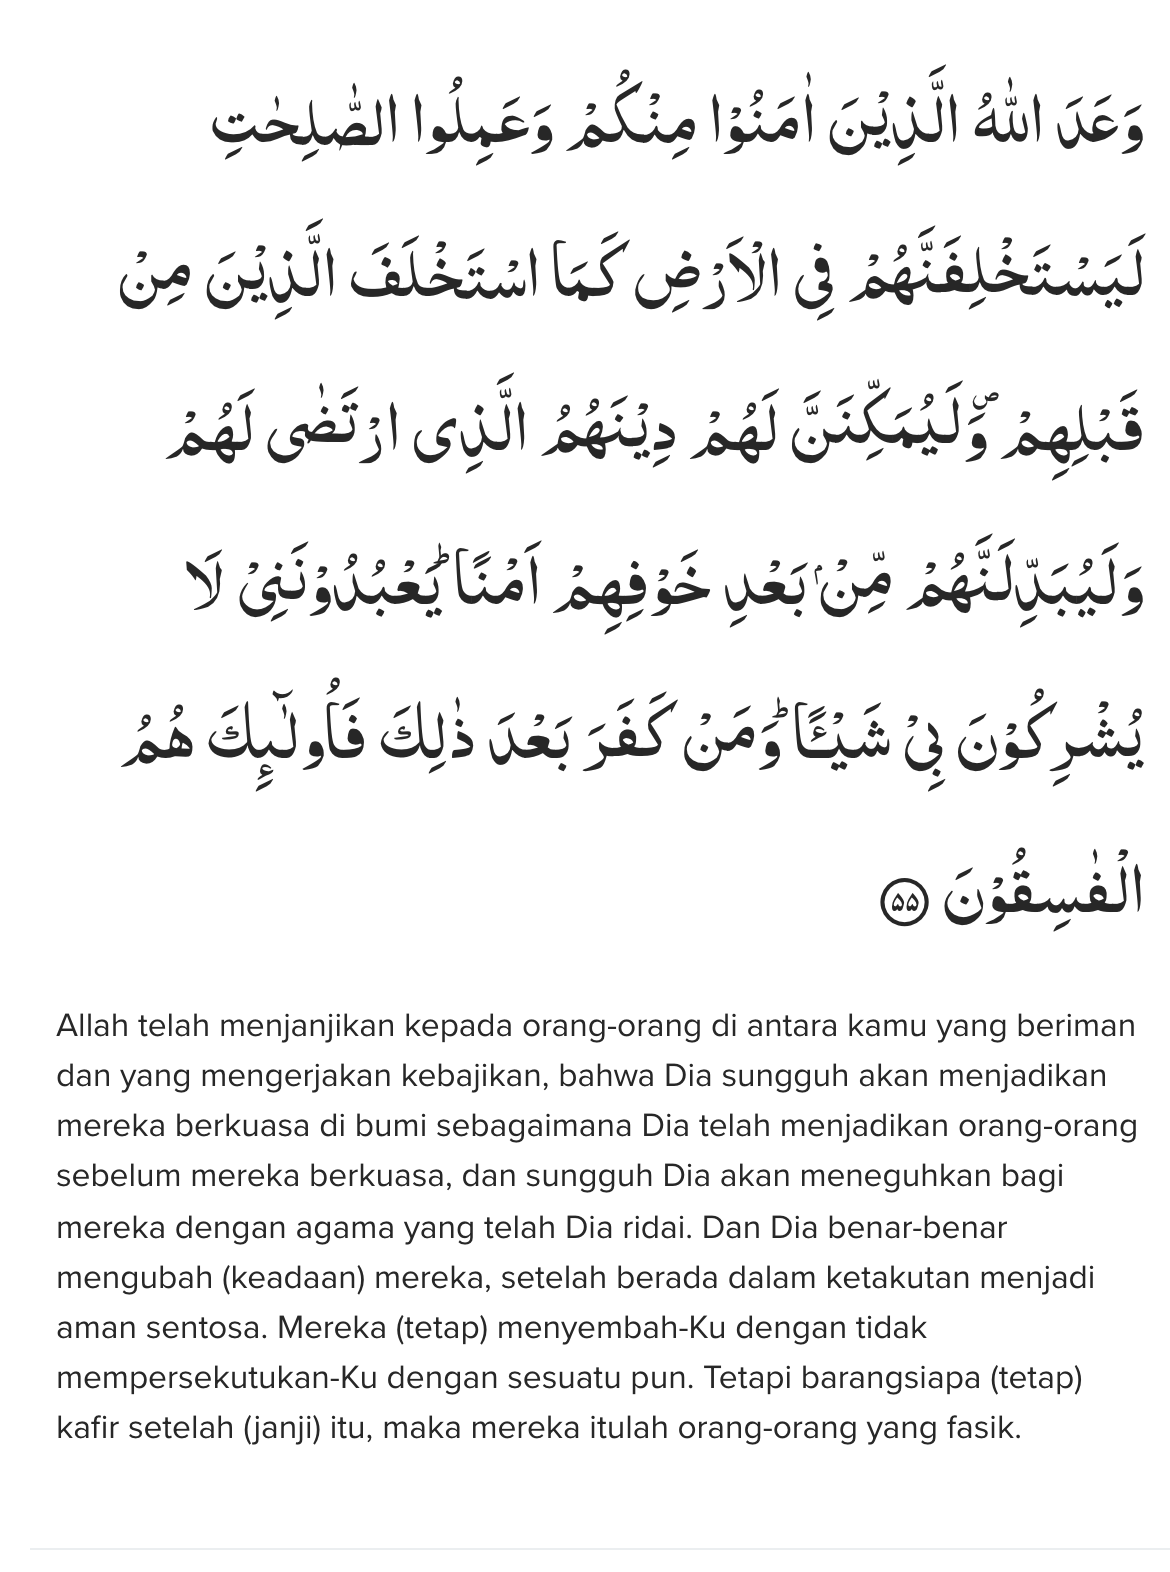 وَعَدَ اللّٰهُ الَّذِيْنَ اٰمَنُوْا مِنْكُمْ وَعَمِلُوا الصّٰلِحٰتِ
لَيَسْتَخْلِفَنَّهُمْ فِى الْاَرْضِ كَمَا اسْتَخْلَفَ الَّذِيْنَ مِنْ
قَبْلِهِمْۖ وَلَيُمَكِّنَنَّ لَهُمْ دِيْنَهُمُ الَّذِى ارْتَضٰى لَهُمْ
وَلَيُبَدِّلَنَّهُمْ مِّنْۢ بَعْدِ خَوْفِهِمْ اَمْنًاۗ يَعْبُدُوْنَنِيْ لَا
يُشْرِكُوْنَ بِيْ شَيْـًٔاۗ وَمَنْ كَفَرَ بَعْدَ ذٰلِكَ فَاُولٰۤىِٕكَ هُمُ
الْفٰسِقُوْنَ ۵۵
Allah telah menjanjikan kepada orang-orang di antara kamu yang beriman
dan yang mengerjakan kebajikan, bahwa Dia sungguh akan menjadikan
mereka berkuasa di bumi sebagaimana Dia telah menjadikan orang-orang
sebelum mereka berkuasa, dan sungguh Dia akan meneguhkan bagi
mereka dengan agama yang telah Dia ridai. Dan Dia benar-benar
mengubah (keadaan) mereka, setelah berada dalam ketakutan menjadi
aman sentosa. Mereka (tetap) menyembah-Ku dengan tidak
mempersekutukan-Ku dengan sesuatu pun. Tetapi barangsiapa (tetap)
kafir setelah (janji) itu, maka mereka itulah orang-orang yang fasik.